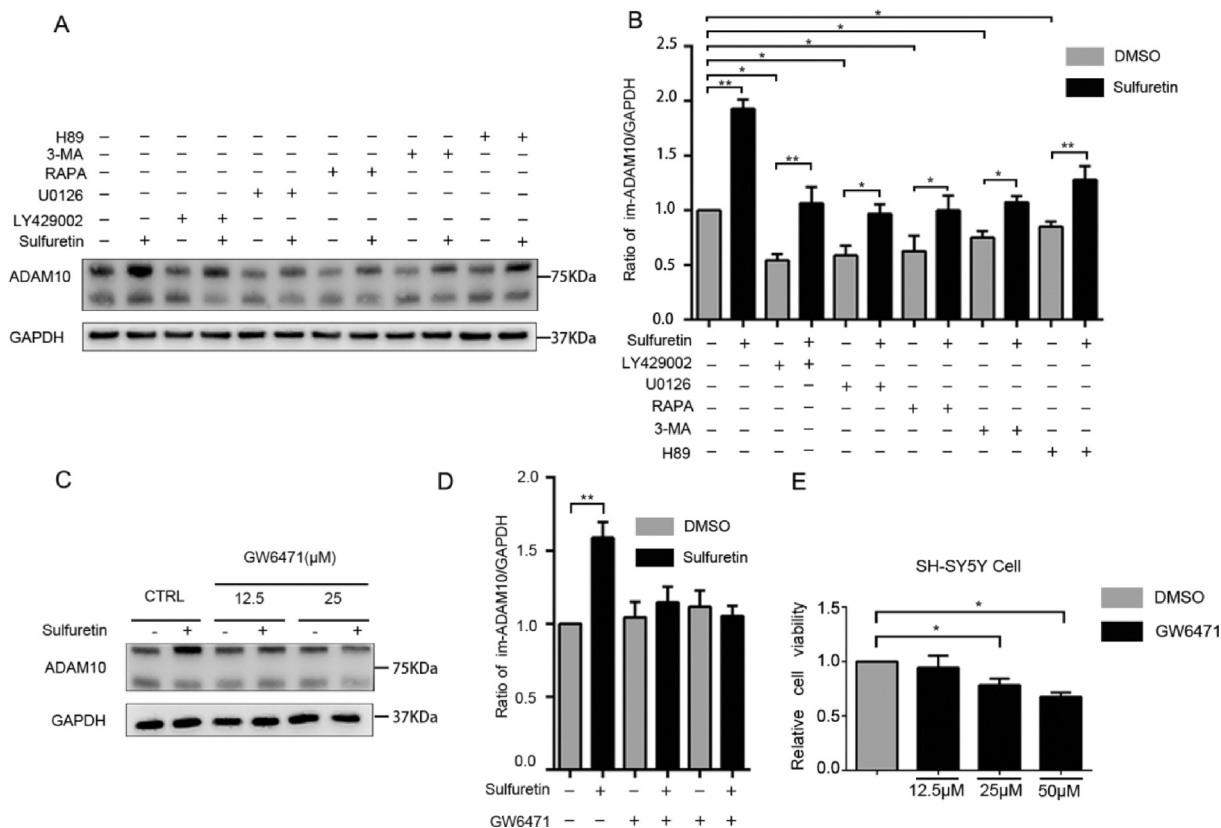 A
H89 – – – – – – – – – – + +
3-MA – – – – – – – – + + – –
RAPA – – – – – – + + – – – –
U0126 – – – – + + – – – – – –
LY429002 – – + + – – – – – – – –
Sulfuretin – + – + – + – + – + – +
ADAM10
75KDa
GAPDH
37KDa
B
Ratio of im-ADAM10/GAPDH
2.5
2.0
1.5
1.0
0.5
0.0
*
*
*
*
*
**
**
*
*
*
**
DMSO
Sulfuretin
Sulfuretin – + – + – + – + – + – +
LY429002 – – + + – – – – – – – –
U0126 – – – – + + – – – – – –
RAPA – – – – – – + + – – – –
3-MA – – – – – – – – + + – –
H89 – – – – – – – – – – + +
C
GW6471(μM)
CTRL 12.5 25
Sulfuretin - + - + - +
ADAM10
75KDa
GAPDH
37KDa
D
Ratio of im-ADAM10/GAPDH
2.0
1.5
1.0
0.5
0.0
**
DMSO
Sulfuretin
Sulfuretin – + – + – +
GW6471 – – + + + +
E
SH-SY5Y Cell
Relative cell viability
1.5
1.0
0.5
0.0
*
*
DMSO
GW6471
12.5μM 25μM 50μM